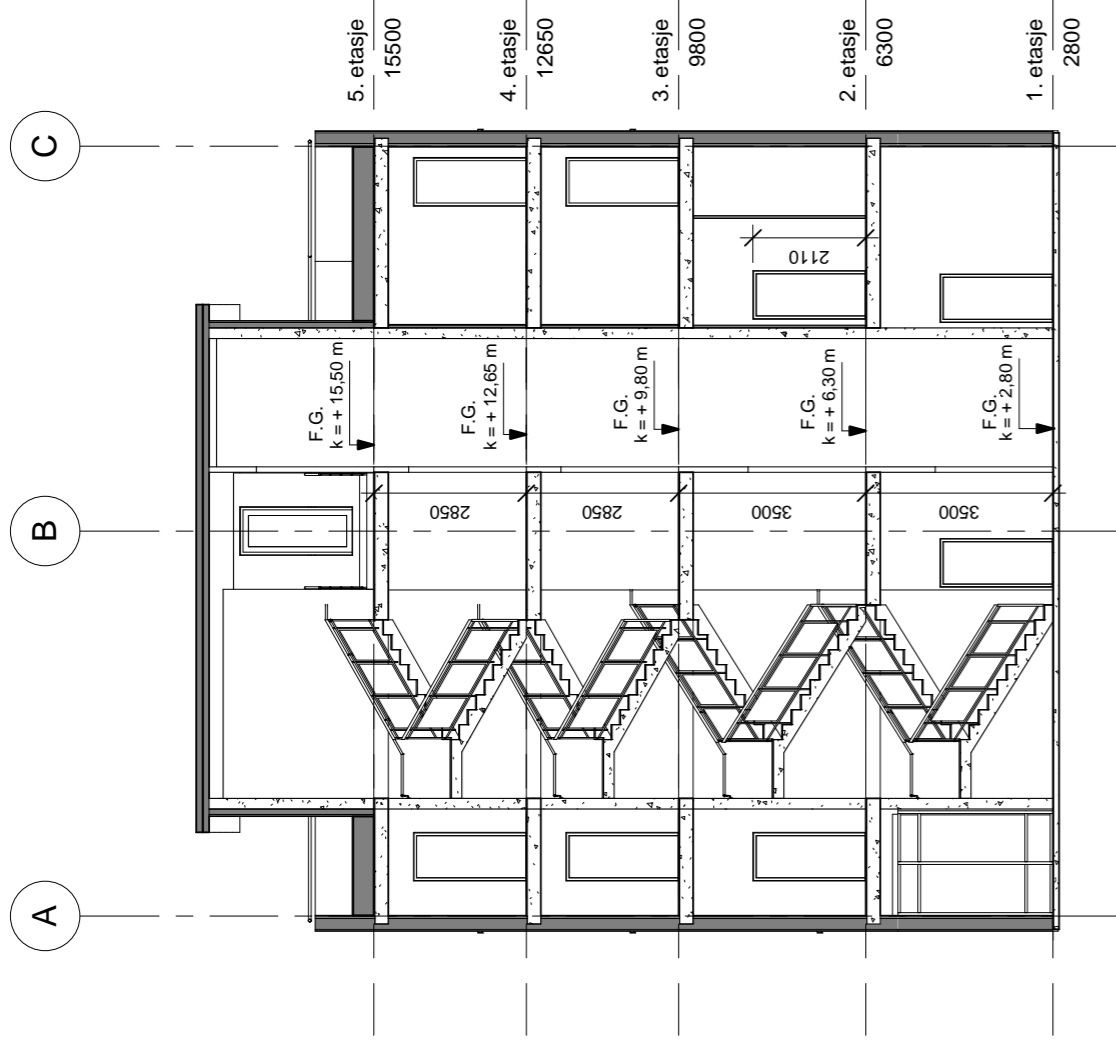 A
B
C
5. etasje
15500
4. etasje
12650
3. etasje
9800
2. etasje
6300
1. etasje
2800
F.G.
k = + 15,50 m
F.G.
k = + 12,65 m
F.G.
k = + 9,80 m
F.G.
k = + 6,30 m
F.G.
k = + 2,80 m
2850
2850
3500
3500
2110